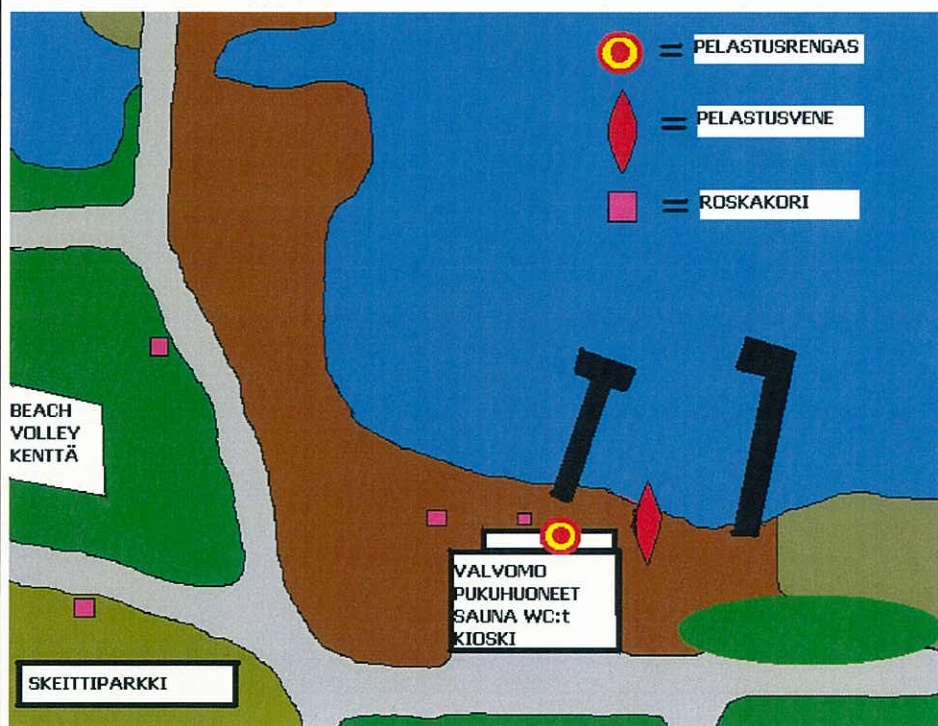 = PELASTUSRENGAS
= PELASTUSVENE
= ROSKAKORI
BEACH
VOLLEY
KENTTÄ
VALVOMO
PUKUHUONEET
SAUNA WC:t
KIOSKI
SKEITTIPARKKI